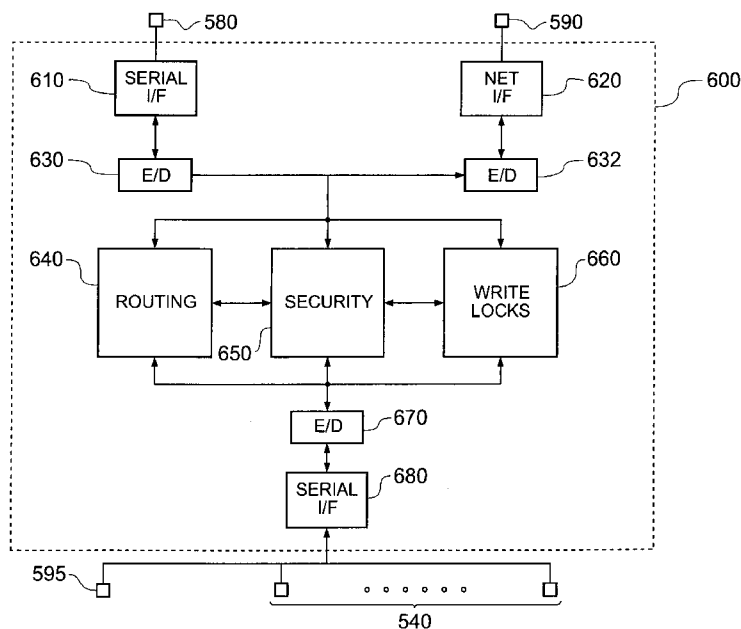 580
590
610
SERIAL
I/F
NET
I/F
620
600
630
E/D
E/D
632
640
ROUTING
SECURITY
650
WRITE
LOCKS
660
E/D
670
SERIAL
I/F
680
595
540